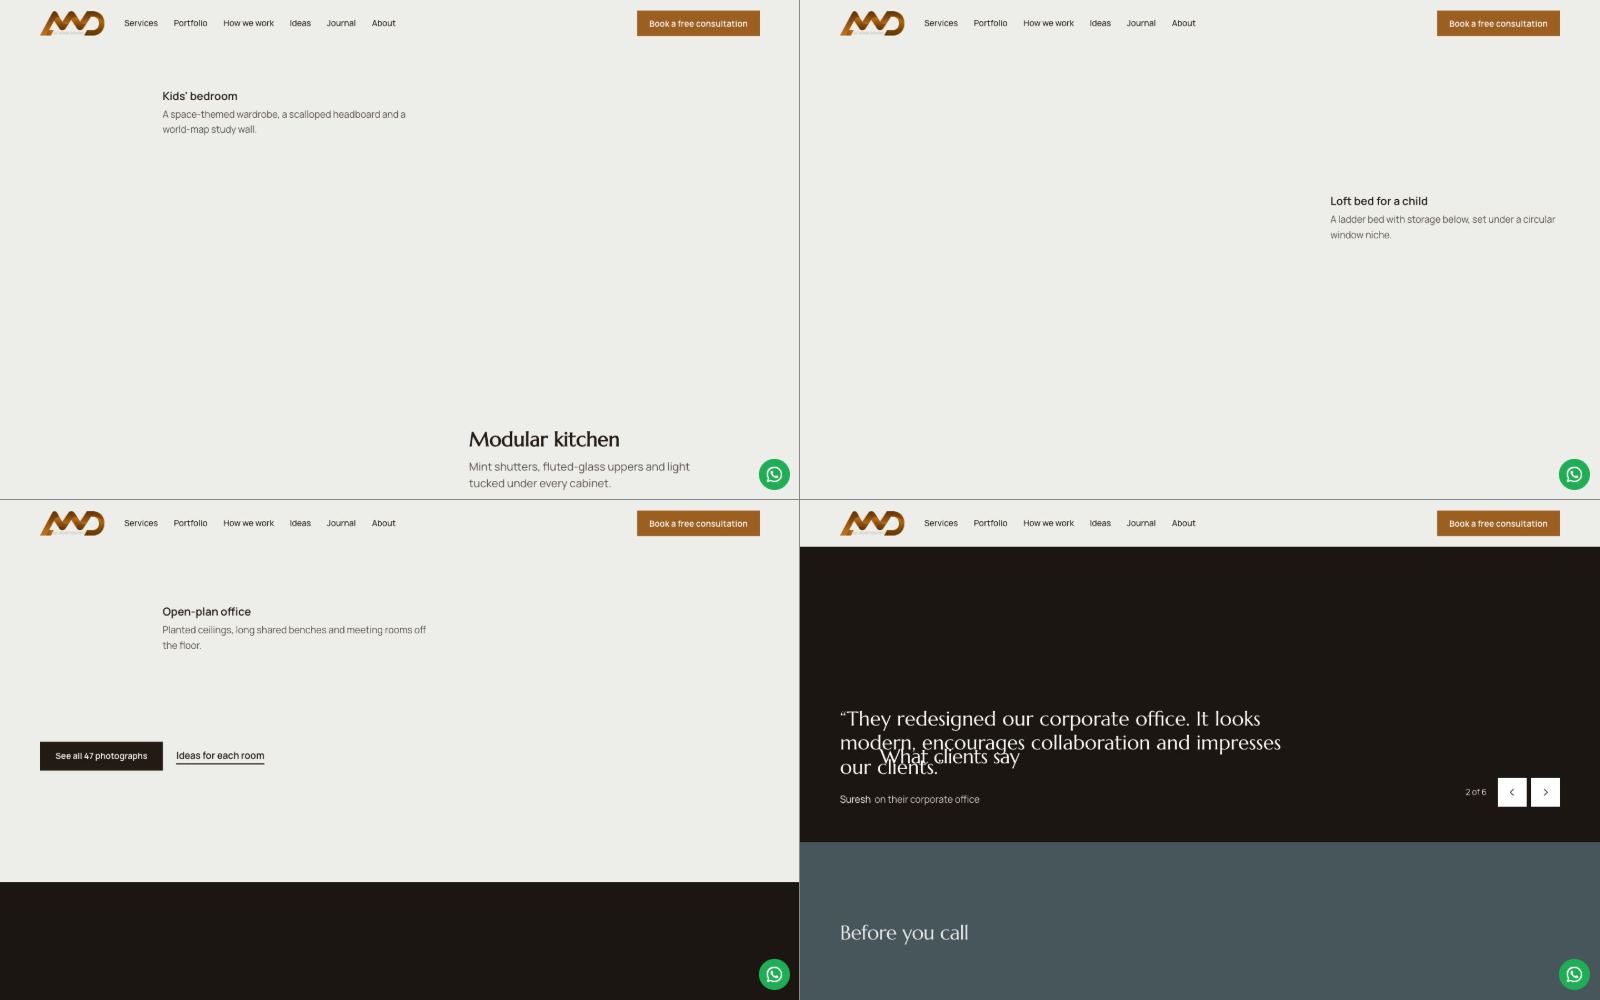 Services Portfolio How we work Ideas Journal About Book a free consultation
Kids' bedroom
A space-themed wardrobe, a scalloped headboard and a
world-map study wall.
Modular kitchen
Mint shutters, fluted-glass uppers and light
tucked under every cabinet.
Services Portfolio How we work Ideas Journal About Book a free consultation
Loft bed for a child
A ladder bed with storage below, set under a circular
window niche.
Services Portfolio How we work Ideas Journal About Book a free consultation
Open-plan office
Planted ceilings, long shared benches and meeting rooms off
the floor.
See all 47 photographs Ideas for each room
Services Portfolio How we work Ideas Journal About Book a free consultation
“They redesigned our corporate office. It looks
modern, encourages collaboration and impresses
What clients say
our clients.”
Suresh on their corporate office
2 of 6
Before you call